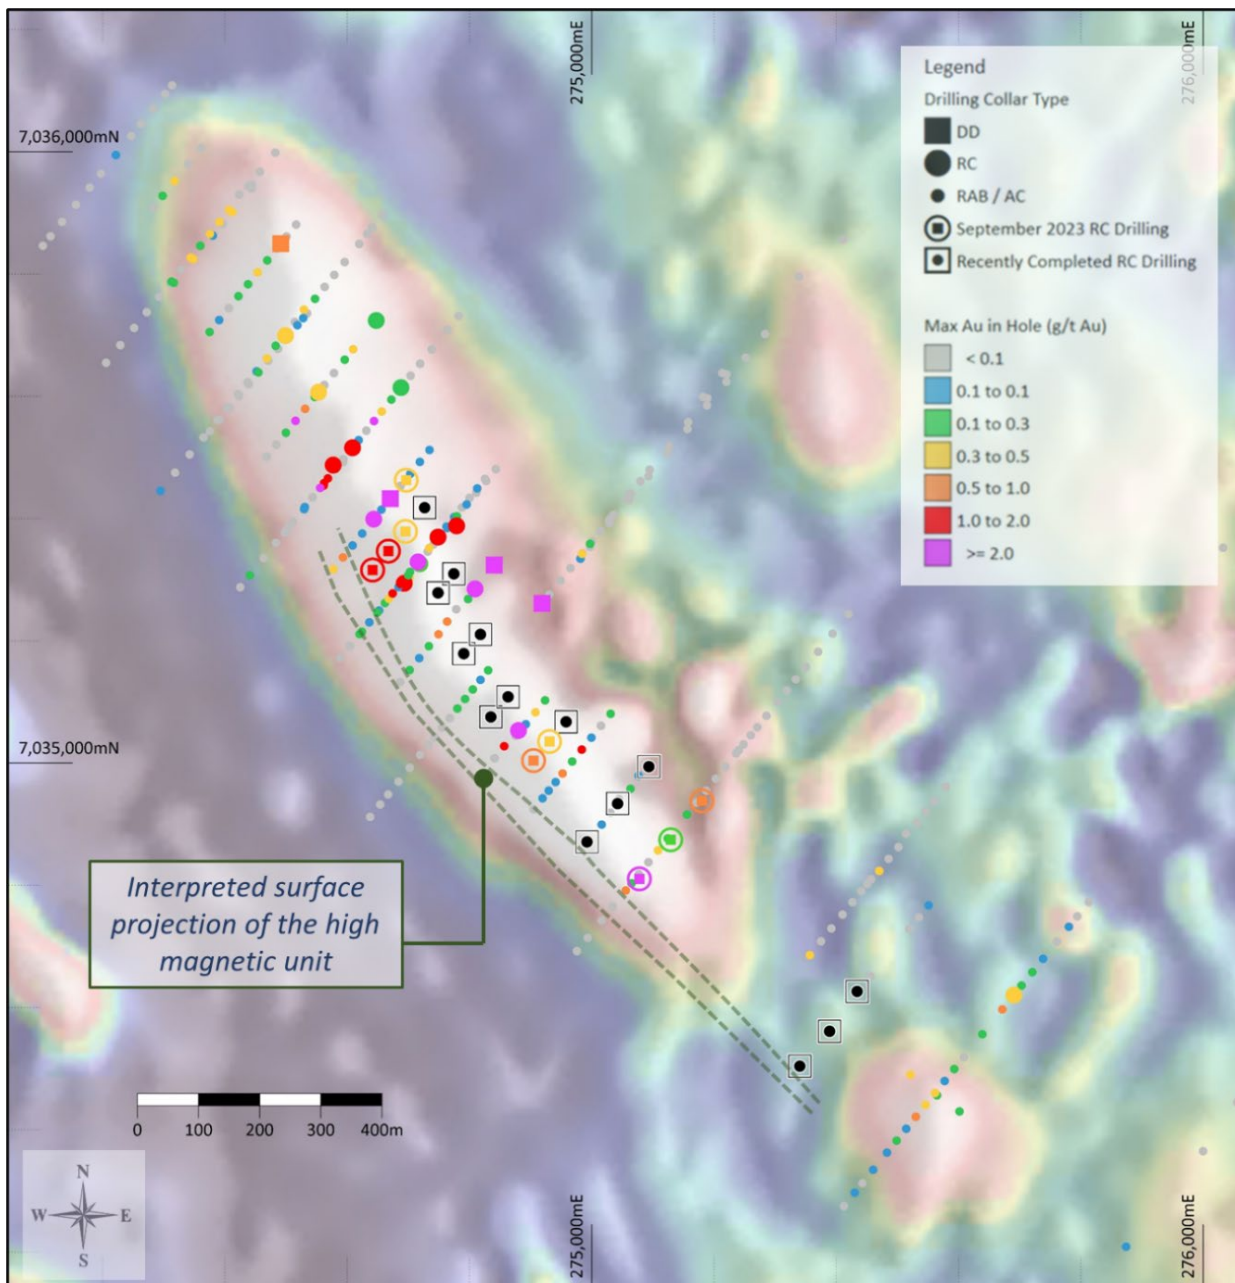 275,000mE
276,000mE
7,036,000mN
Legend
Drilling Collar Type
DD
RC
RAB / AC
September 2023 RC Drilling
Recently Completed RC Drilling
Max Au in Hole (g/t Au)
< 0.1
0.1 to 0.1
0.1 to 0.3
0.3 to 0.5
0.5 to 1.0
1.0 to 2.0
>= 2.0
7,035,000mN
Interpreted surface
projection of the high
magnetic unit
0 100 200 300 400m
N
W E
S
275,000mE
276,000mE